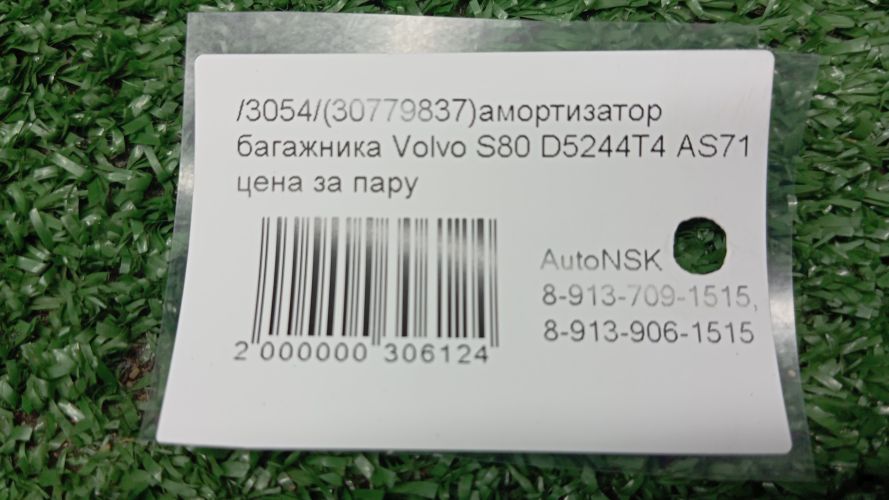 /3054/(30779837)амортизатор
багажника Volvo S80 D5244T4 AS71
цена за пару
AutoNSK
8-913-709-1515,
8-913-906-1515
2 000000 306124